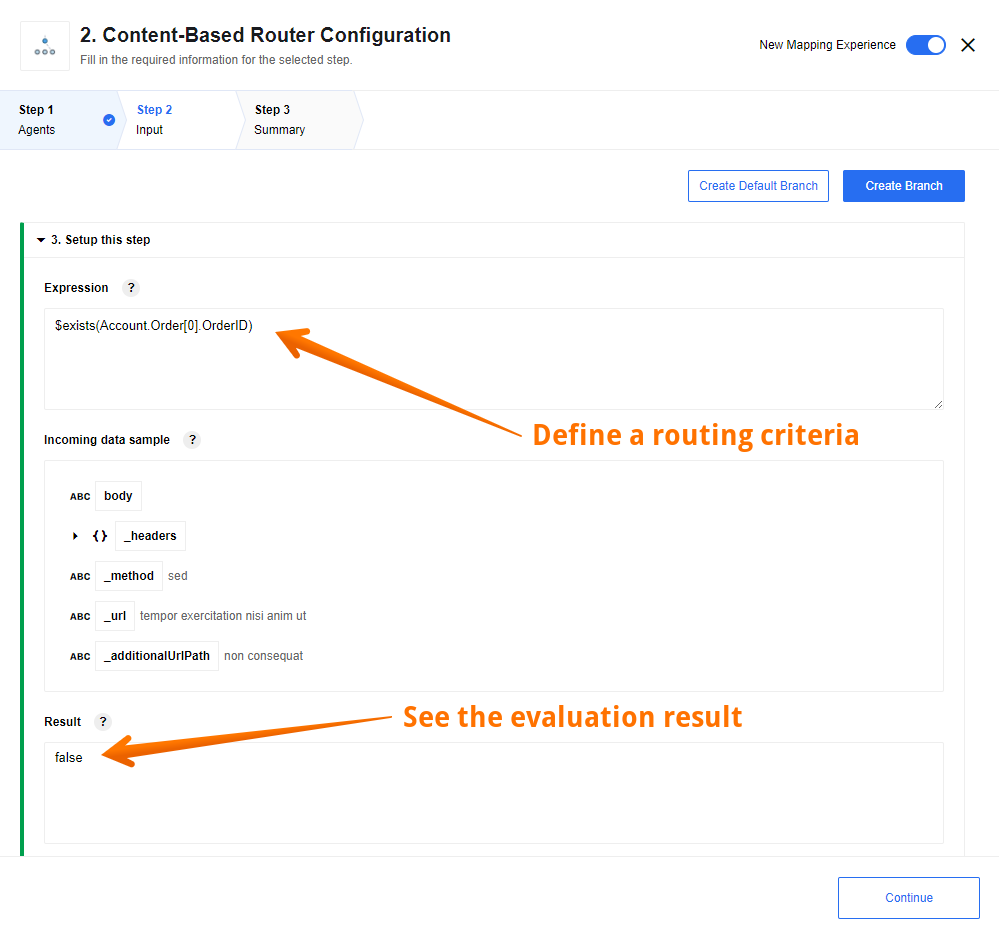 2. Content-Based Router Configuration
Fill in the required information for the selected step.
New Mapping Experience
Step 1
Agents
Step 2
Input
Step 3
Summary
Create Default Branch
Create Branch
3. Setup this step
Expression ?
$exists(Account.Order[0].OrderID)
Define a routing criteria
Incoming data sample ?
ABC body
{} _headers
ABC _method sed
ABC _url tempor exercitation nisi anim ut
ABC _additionalUrlPath non consequat
Result ?
See the evaluation result
false
Continue